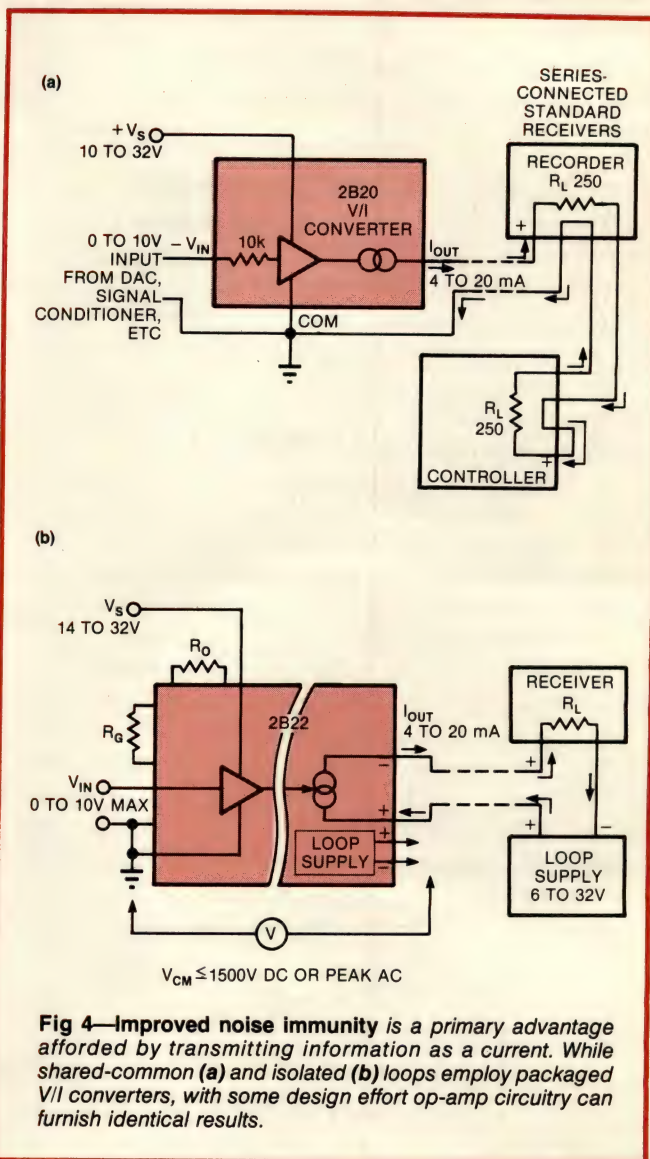 (a)
SERIES-
CONNECTED
STANDARD
RECEIVERS
+ VS
10 TO 32V
RECORDER
RL 250
+
2B20
V/I
CONVERTER
0 TO 10V
INPUT
FROM DAC,
SIGNAL
CONDITIONER,
ETC
– VIN
10k
IOUT
4 TO 20 mA
COM
RL
250
+
CONTROLLER
(b)
VS
14 TO 32V
RO
RG
2B22
IOUT
4 TO 20 mA
RECEIVER
RL
+
VIN
0 TO 10V MAX
–
+
LOOP
SUPPLY
+
–
+
–
LOOP
SUPPLY
6 TO 32V
V
VCM ≤ 1500V DC OR PEAK AC
Fig 4—Improved noise immunity is a primary advantage
afforded by transmitting information as a current. While
shared-common (a) and isolated (b) loops employ packaged
V/I converters, with some design effort op-amp circuitry can
furnish identical results.